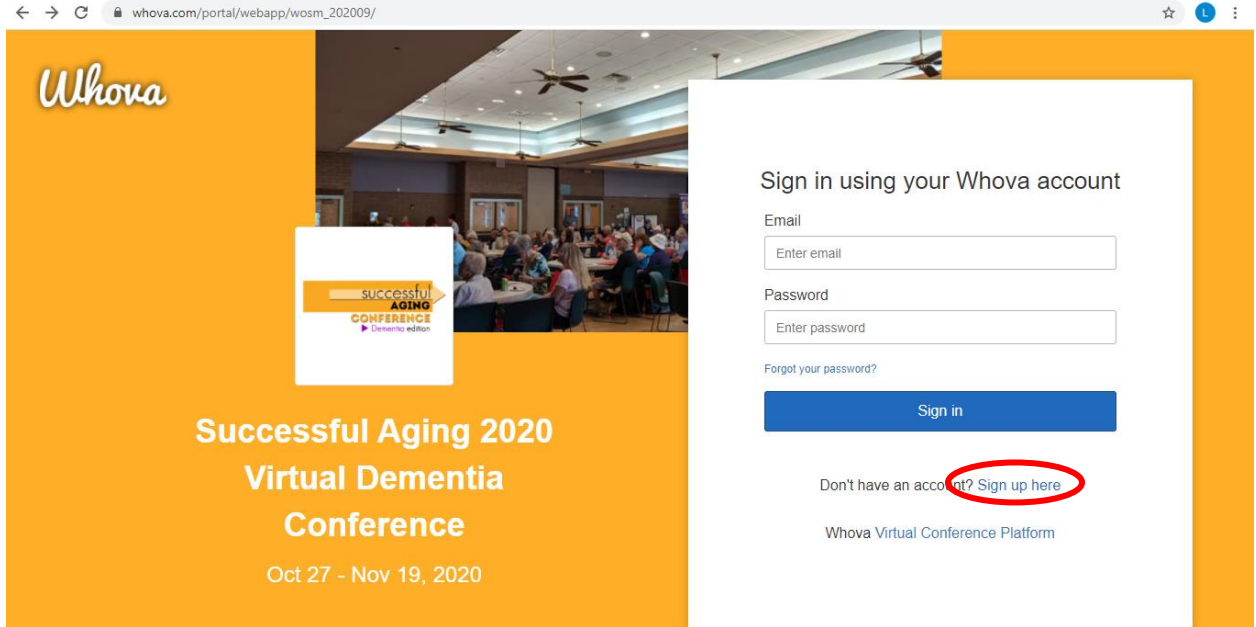 whova.com/portal/webapp/wosm_202009/
L
Whova
successful
AGING
CONFERENCE
Dementia edition
Successful Aging 2020
Virtual Dementia
Conference
Oct 27 - Nov 19, 2020
Sign in using your Whova account
Email
Enter email
Password
Enter password
Forgot your password?
Sign in
Don't have an account? Sign up here
Whova Virtual Conference Platform